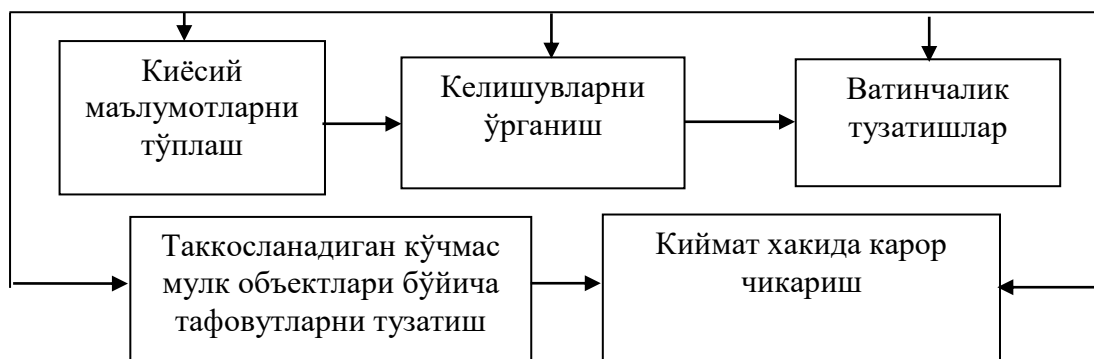 Киёсий
маълумотларни
тўплаш
Келишувларни
ўрганиш
Ватинчалик
тузатишлар
Таккосланадиган кўчмас
мулк объектлари бўйича
тафовутларни тузатиш
Киймат хакида карор
чикариш